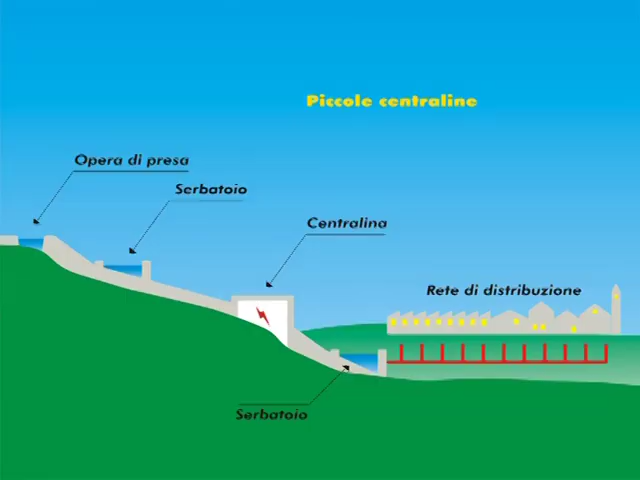 Piccole centraline
Opera di presa
Serbatoio
Centralina
Rete di distribuzione
Serbatoio